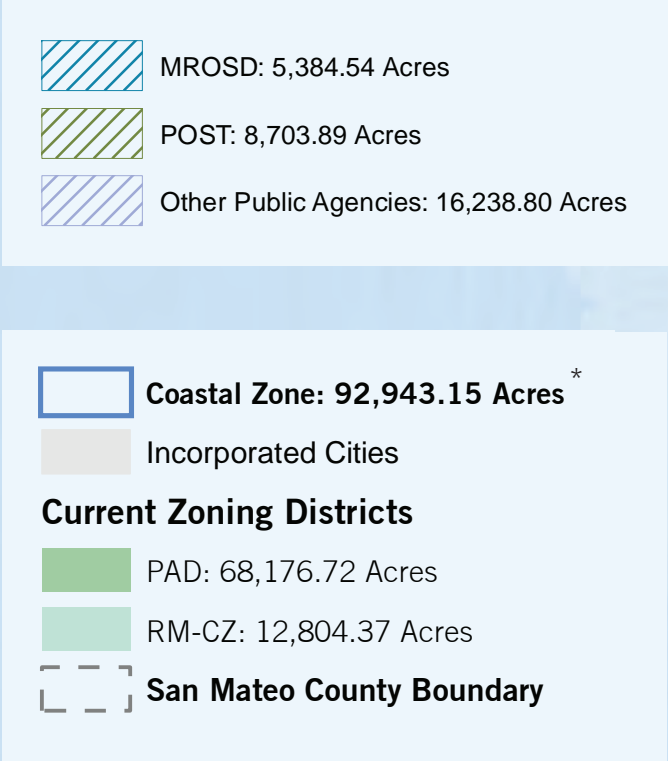 MROSD: 5,384.54 Acres
POST: 8,703.89 Acres
Other Public Agencies: 16,238.80 Acres
Coastal Zone: 92,943.15 Acres*
Incorporated Cities
Current Zoning Districts
PAD: 68,176.72 Acres
RM-CZ: 12,804.37 Acres
San Mateo County Boundary